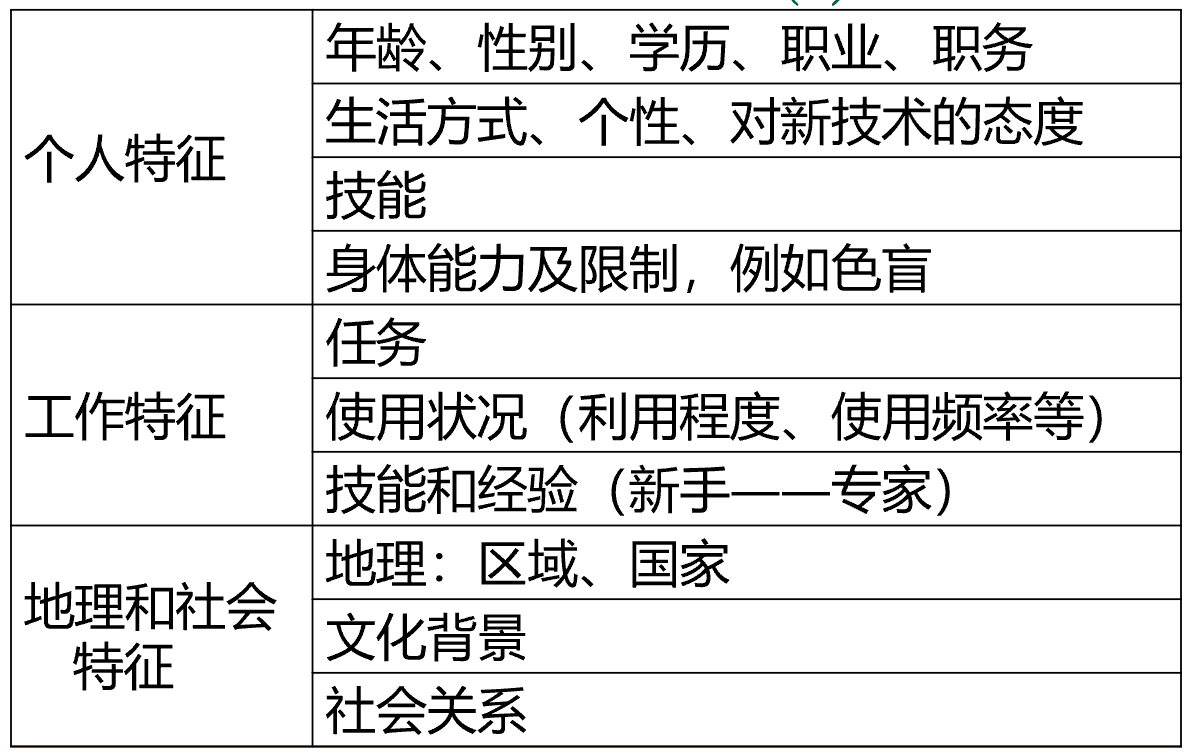 个人特征
年龄、性别、学历、职业、职务
生活方式、个性、对新技术的态度
技能
身体能力及限制，例如色盲
工作特征
任务
使用状况（利用程度、使用频率等）
技能和经验（新手——专家）
地理和社会
特征
地理：区域、国家
文化背景
社会关系